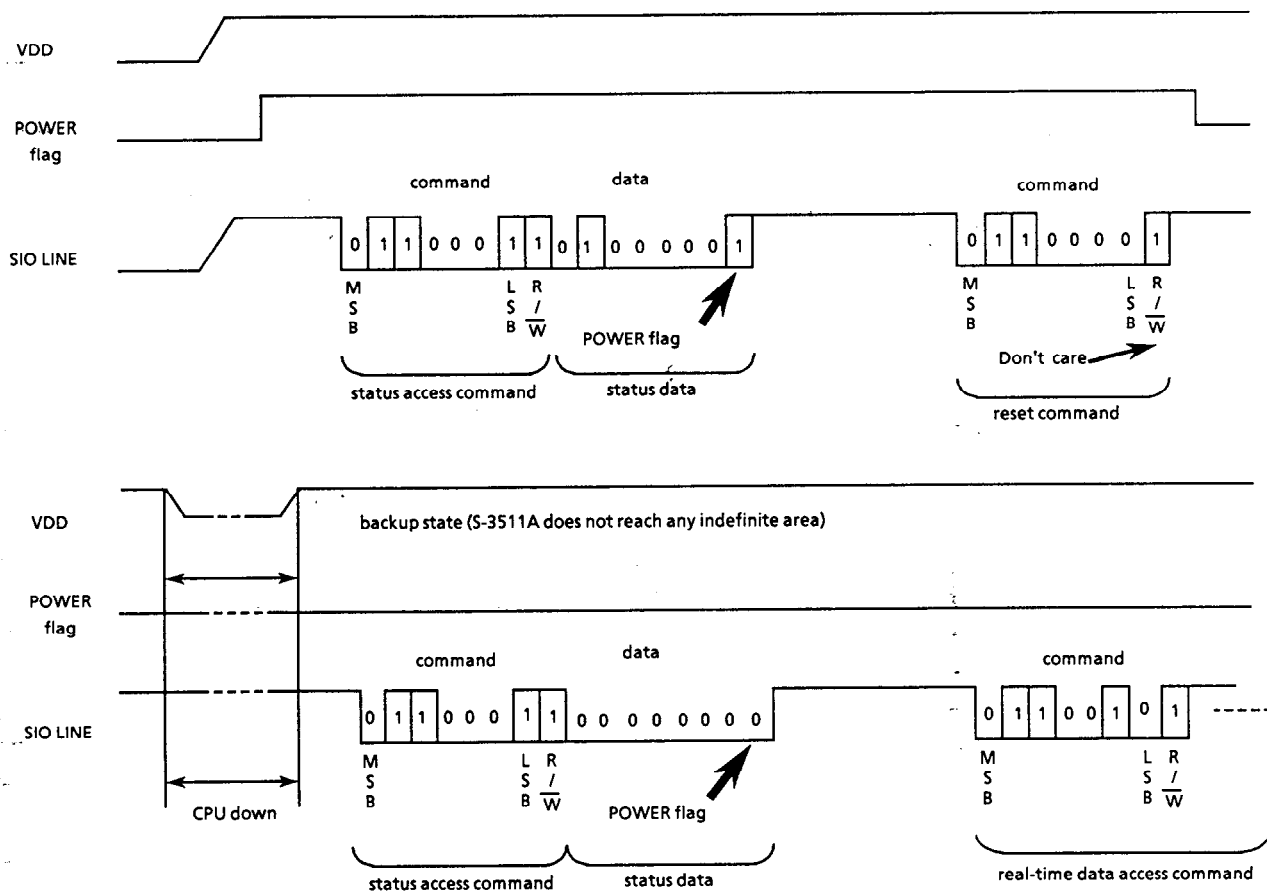 VDD
POWER
flag
command data command
SIO LINE
0 1 1 0 0 0 1 1 0 1 0 0 0 0 0 1
0 1 1 0 0 0 0 1
M
S
B
L
S
B
R
/
W
POWER flag
M
S
B
L
S
B
R
/
W
Don't care
status access command
status data
reset command
VDD
backup state (S-3511A does not reach any indefinite area)
POWER
flag
command data command
SIO LINE
0 1 1 0 0 0 1 1 0 0 0 0 0 0 0 0
0 1 1 0 0 1 0 1
M
S
B
L
S
B
R
/
W
POWER flag
M
S
B
L
S
B
R
/
W
CPU down
status access command
status data
real-time data access command